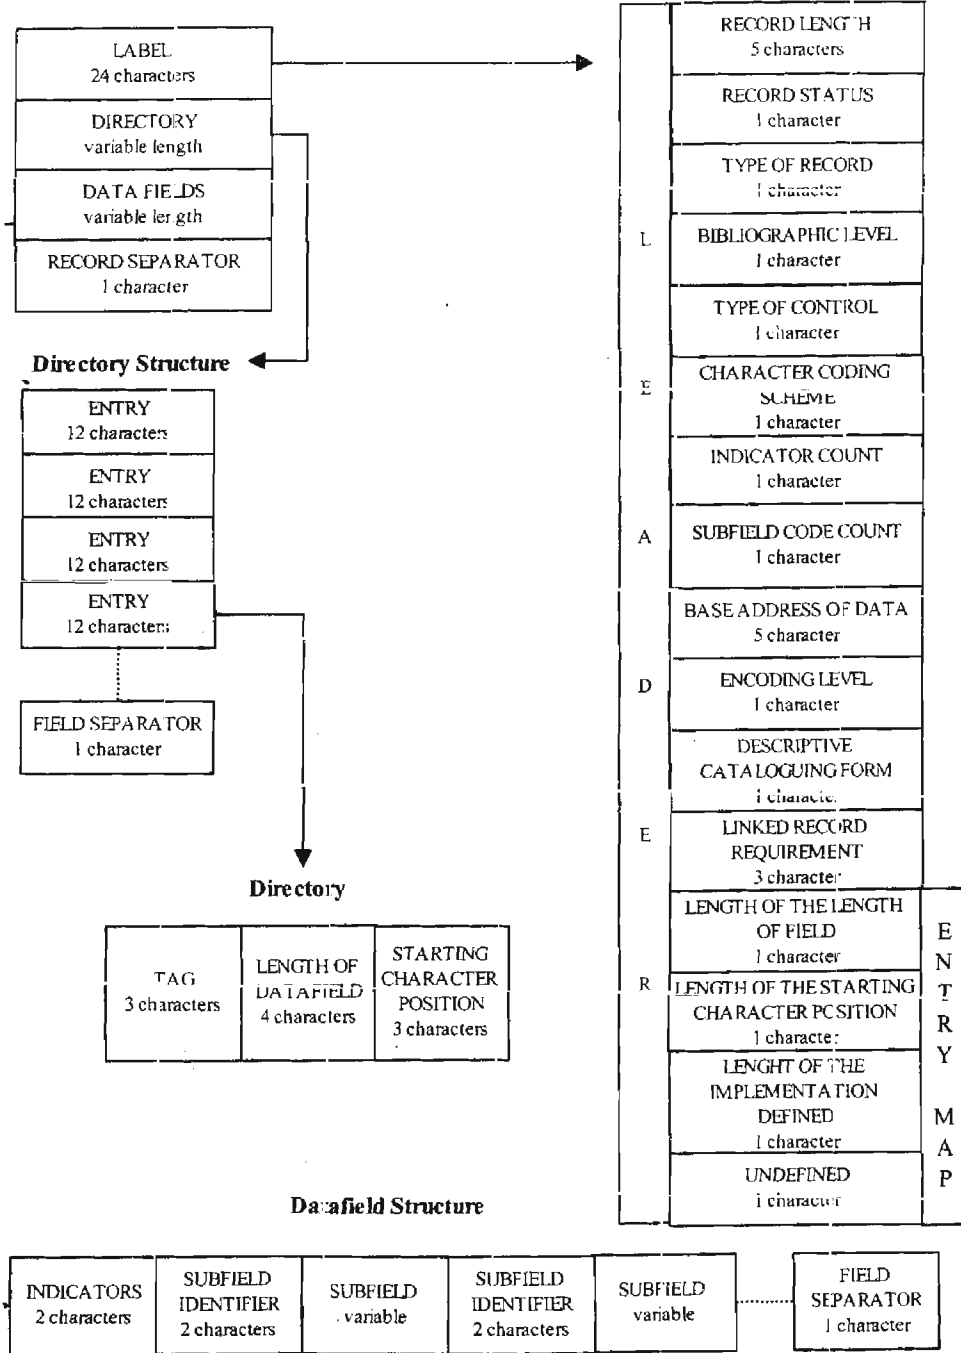 LABEL
24 characters
DIRECTORY
variable length
DATA FIELDS
variable length
RECORD SEPARATOR
1 character
Directory Structure
ENTRY
12 characters
ENTRY
12 characters
ENTRY
12 characters
ENTRY
12 characters
FIELD SEPARATOR
1 character
Directory
TAG
3 characters
LENGTH OF
DATAFIELD
4 characters
STARTING
CHARACTER
POSITION
3 characters
L
E
A
D
E
R
RECORD LENGTH
5 characters
RECORD STATUS
1 character
TYPE OF RECORD
1 character
BIBLIOGRAPHIC LEVEL
1 character
TYPE OF CONTROL
1 character
CHARACTER CODING
SCHEME
1 character
INDICATOR COUNT
1 character
SUBFIELD CODE COUNT
1 character
BASE ADDRESS OF DATA
5 character
ENCODING LEVEL
1 character
DESCRIPTIVE
CATALOGUING FORM
1 character
LINKED RECORD
REQUIREMENT
3 character
LENGTH OF THE LENGTH
OF FIELD
1 character
LENGTH OF THE STARTING
CHARACTER POSITION
1 character
LENGHT OF THE
IMPLEMENTATION
DEFINED
1 character
UNDEFINED
1 character
E
N
T
R
Y
M
A
P
Datafield Structure
INDICATORS
2 characters
SUBFIELD
IDENTIFIER
2 characters
SUBFIELD
variable
SUBFIELD
IDENTIFIER
2 characters
SUBFIELD
variable
FIELD
SEPARATOR
1 character